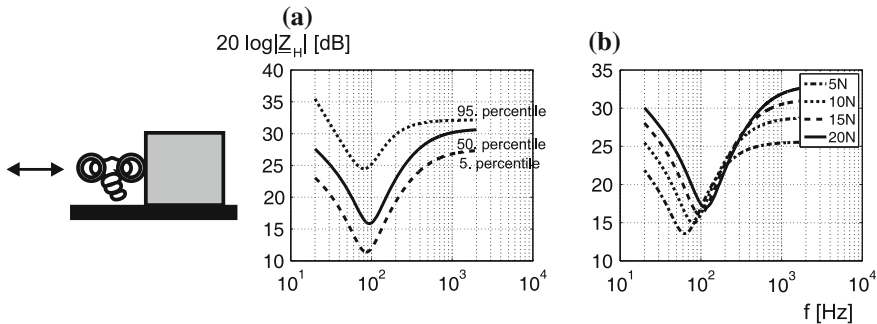 (a)
20 log|Z_H| [dB]
40
35
30
25
20
15
10
95. percentile
50. percentile
5. percentile
10^1
10^2
10^3
10^4
(b)
35
30
25
20
15
10
5N
10N
15N
20N
10^1
10^2
10^3
10^4
f [Hz]